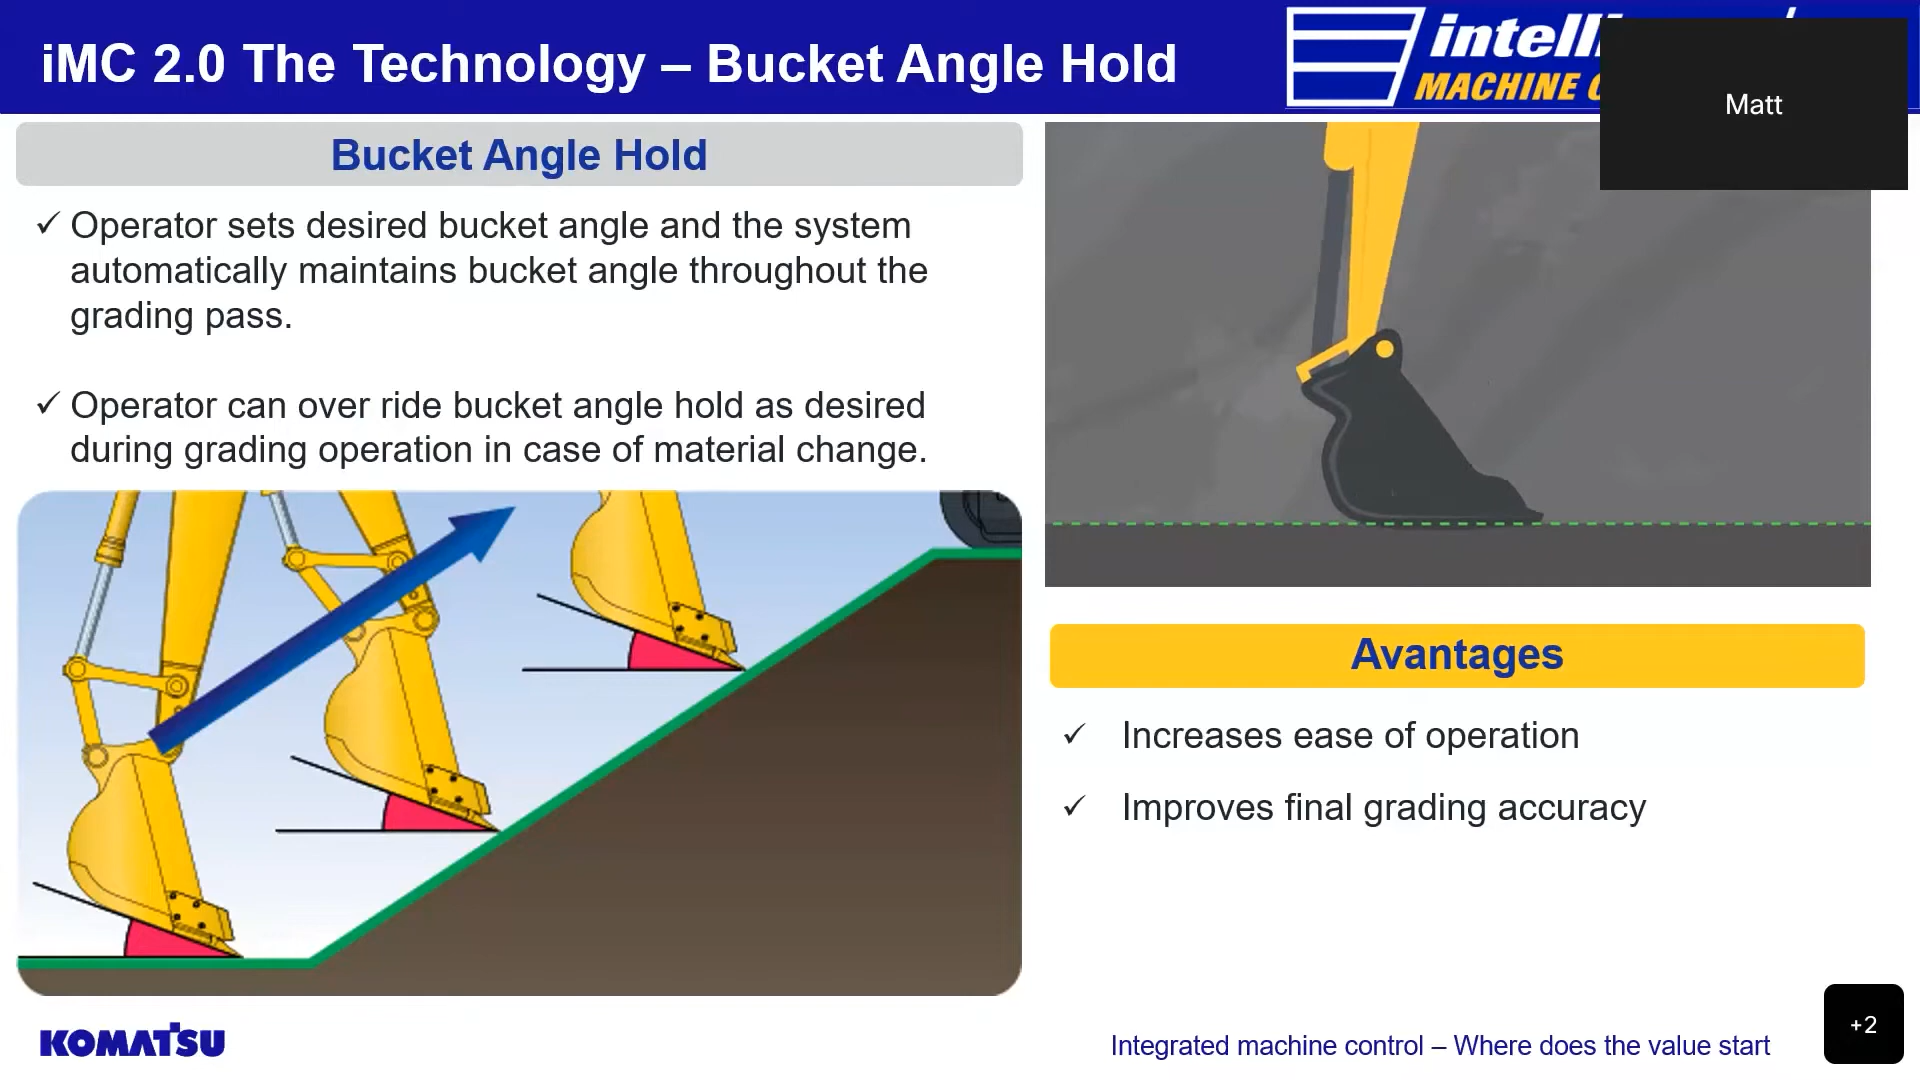 iMC 2.0 The Technology – Bucket Angle Hold
MACHINE
Matt
Bucket Angle Hold
✓ Operator sets desired bucket angle and the system
automatically maintains bucket angle throughout the
grading pass.
✓ Operator can over ride bucket angle hold as desired
during grading operation in case of material change.
Avantages
✓ Increases ease of operation
✓ Improves final grading accuracy
KOMATSU
Integrated machine control – Where does the value start
+2